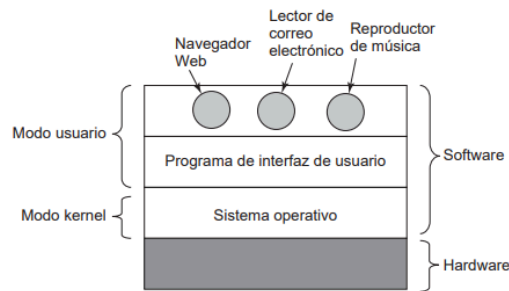 Navegador
Web
Lector de
correo
electrónico
Reproductor
de música
Modo usuario
Programa de interfaz de usuario
Software
Modo kernel
Sistema operativo
Hardware